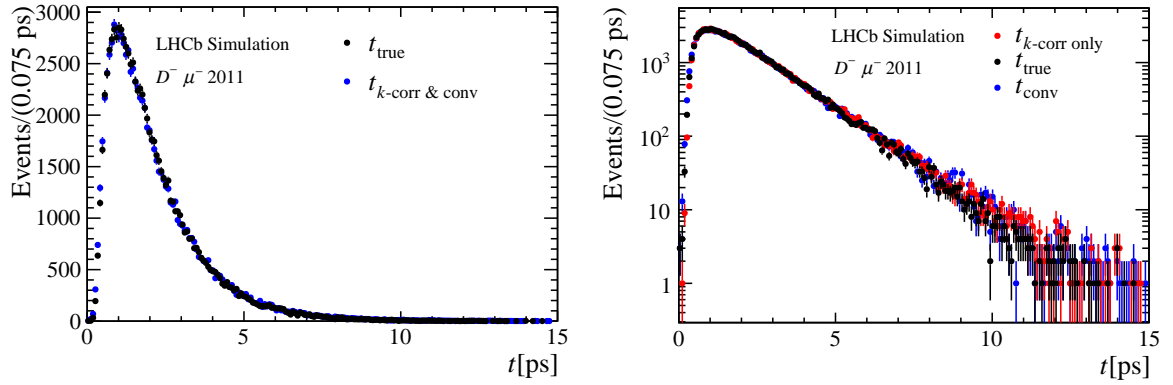 Events/(0.075 ps)
3000
2500
2000
1500
1000
500
0
LHCb Simulation
D⁻ μ⁻ 2011
t_true
t_k-corr & conv
0 5 10 15
t[ps]
Events/(0.075 ps)
10³
10²
10
1
LHCb Simulation
D⁻ μ⁻ 2011
t_k-corr only
t_true
t_conv
0 5 10 15
t[ps]